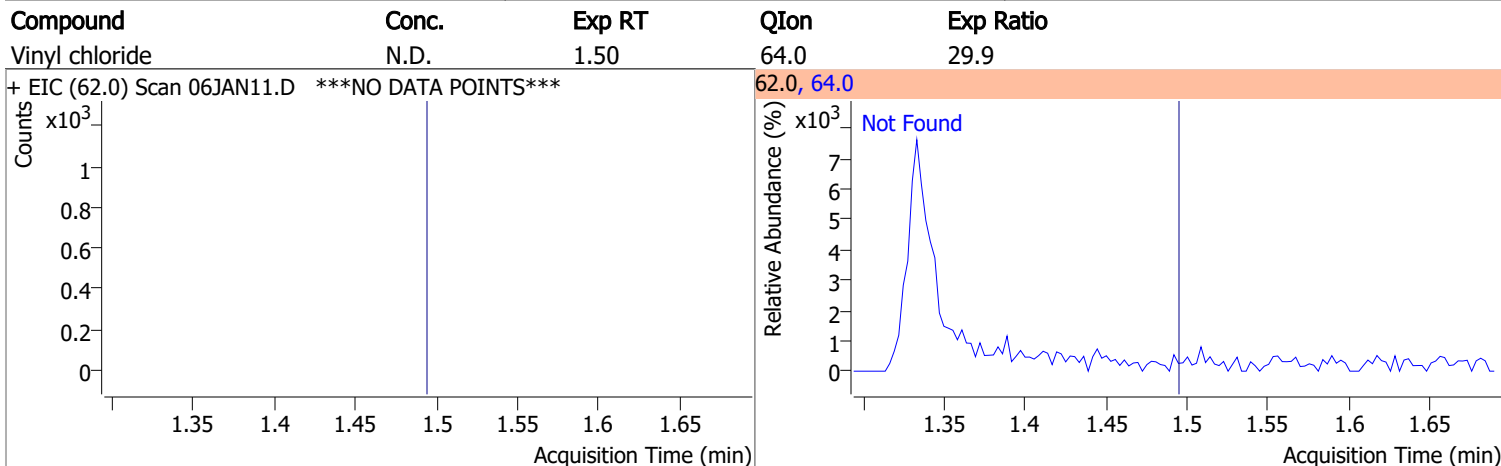 Compound Conc. Exp RT QIon Exp Ratio
Vinyl chloride N.D. 1.50 64.0 29.9
+ EIC (62.0) Scan 06JAN11.D ***NO DATA POINTS***
Counts
x10³
1
0.8
0.6
0.4
0.2
0
1.35 1.4 1.45 1.5 1.55 1.6 1.65
Acquisition Time (min)
62.0, 64.0
Relative Abundance (%)
x10³
Not Found
7
6
5
4
3
2
1
0
1.35 1.4 1.45 1.5 1.55 1.6 1.65
Acquisition Time (min)